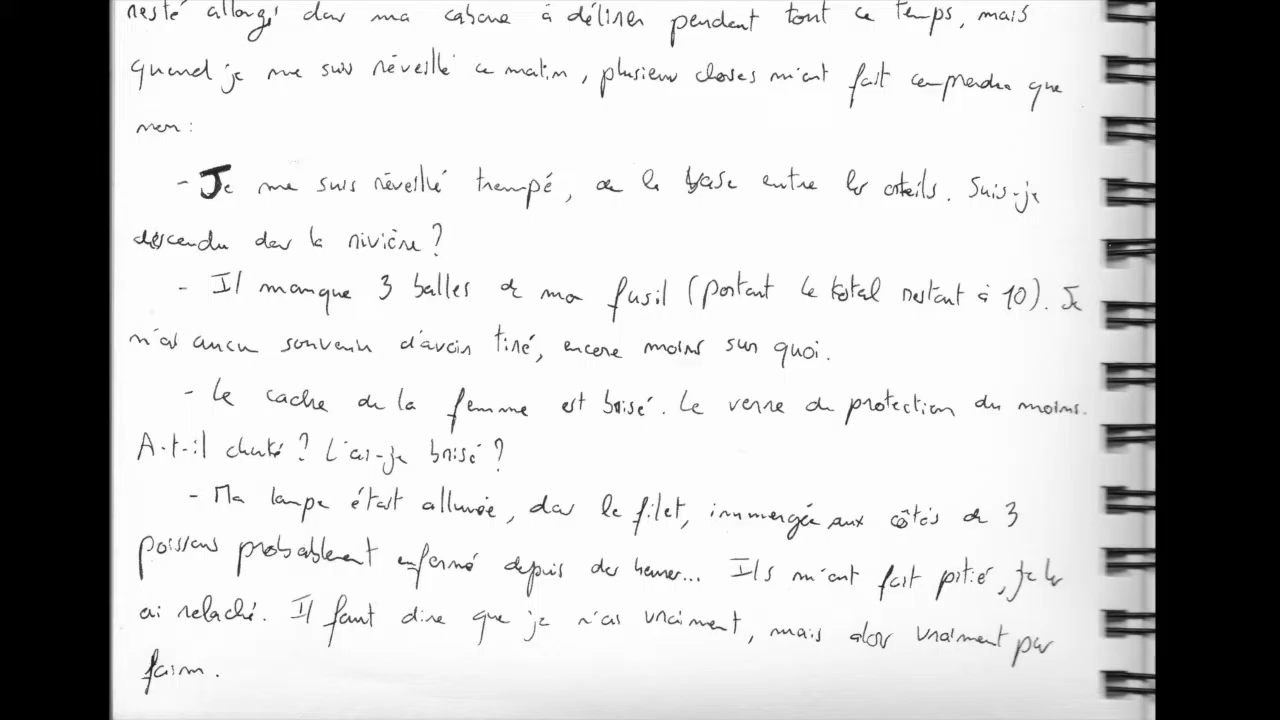 resté allongé dans ma cabane à délirer pendant tout ce temps, mais
quand je me suis réveillé ce matin, plusieurs choses m'ont fait comprendre que
non :
- Je me suis réveillé trempé, de la vase entre les orteils. Suis-je
descendu dans la rivière ?
- Il manque 3 balles de mon fusil (portant le total restant à 10). Je
n'ai aucun souvenir d'avoir tiré, encore moins sur quoi.
- Le cadre de la femme est brisé. Le verre de protection du moins.
A-t-il chuté ? L'ai-je brisé ?
- Ma lampe était allumée, dans le filet, immergée aux côtés de 3
poissons probablement enfermé depuis des heures... Ils m'ont fait pitié, je les
ai relaché. Il faut dire que je n'ai vraiment, mais alors vraiment pas
faim.